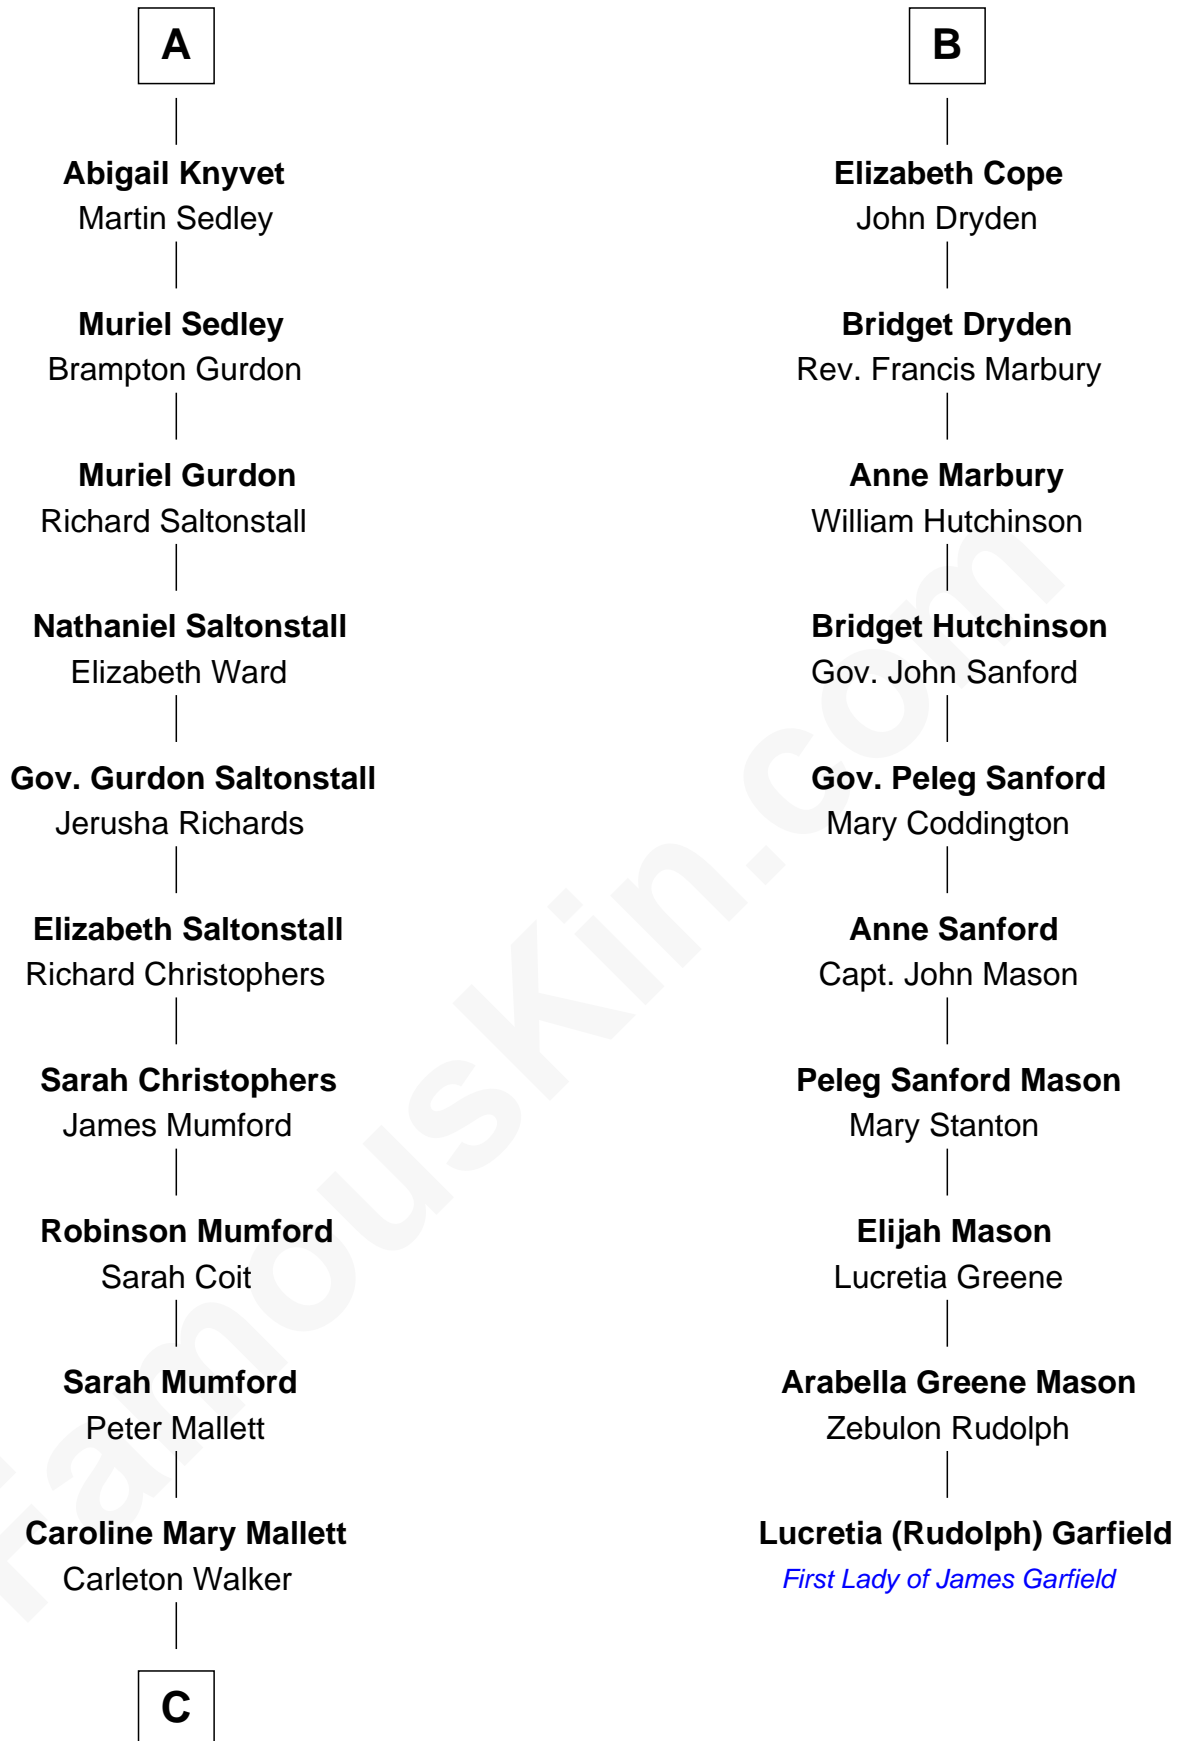 A
Abigail Knyvet
Martin Sedley
Muriel Sedley
Brampton Gurdon
Muriel Gurdon
Richard Saltonstall
Nathaniel Saltonstall
Elizabeth Ward
Gov. Gurdon Saltonstall
Jerusha Richards
Elizabeth Saltonstall
Richard Christophers
Sarah Christophers
James Mumford
Robinson Mumford
Sarah Coit
Sarah Mumford
Peter Mallett
Caroline Mary Mallett
Carleton Walker
C
B
Elizabeth Cope
John Dryden
Bridget Dryden
Rev. Francis Marbury
Anne Marbury
William Hutchinson
Bridget Hutchinson
Gov. John Sanford
Gov. Peleg Sanford
Mary Coddington
Anne Sanford
Capt. John Mason
Peleg Sanford Mason
Mary Stanton
Elijah Mason
Lucretia Greene
Arabella Greene Mason
Zebulon Rudolph
Lucretia (Rudolph) Garfield
First Lady of James Garfield
FamousKin.com